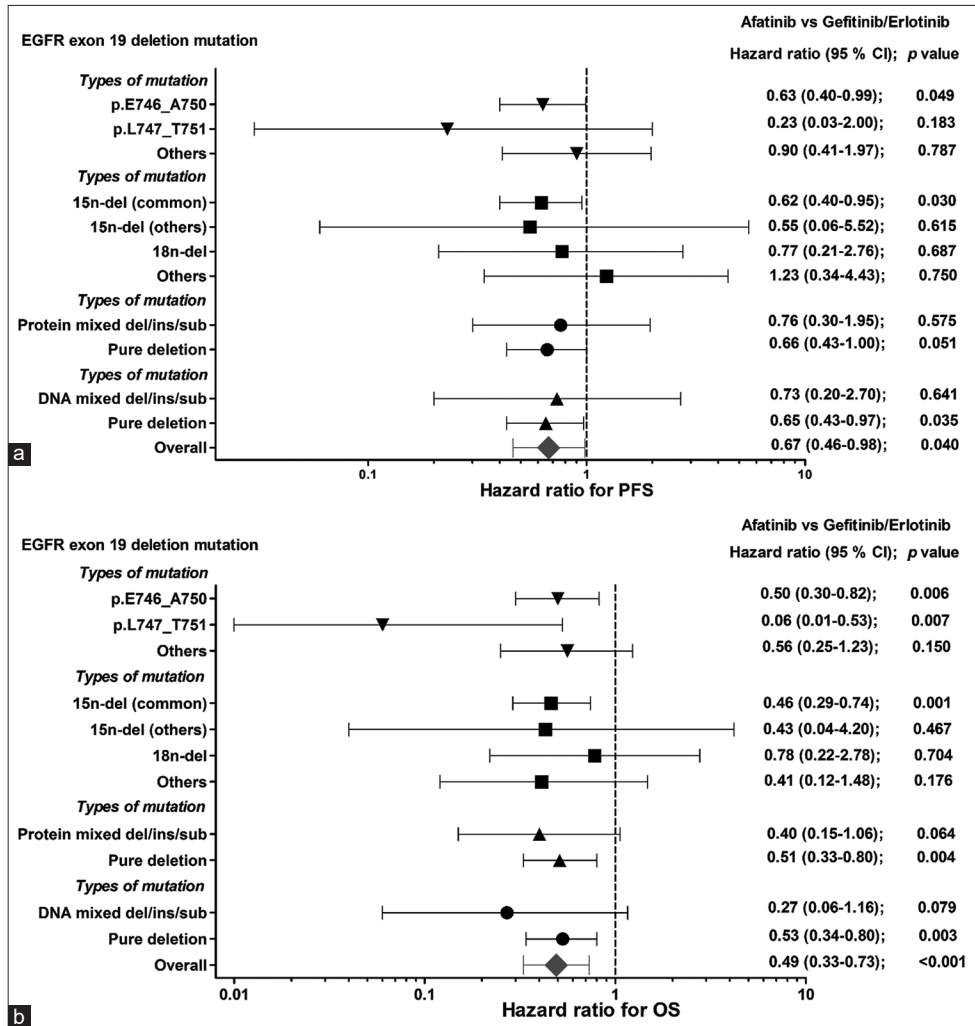 Afatinib vs Gefitinib/Erlotinib
EGFR exon 19 deletion mutation
Hazard ratio (95 % CI); p value
Types of mutation
p.E746_A750 0.63 (0.40-0.99); 0.049
p.L747_T751 0.23 (0.03-2.00); 0.183
Others 0.90 (0.41-1.97); 0.787
Types of mutation
15n-del (common) 0.62 (0.40-0.95); 0.030
15n-del (others) 0.55 (0.06-5.52); 0.615
18n-del 0.77 (0.21-2.76); 0.687
Others 1.23 (0.34-4.43); 0.750
Types of mutation
Protein mixed del/ins/sub 0.76 (0.30-1.95); 0.575
Pure deletion 0.66 (0.43-1.00); 0.051
Types of mutation
DNA mixed del/ins/sub 0.73 (0.20-2.70); 0.641
Pure deletion 0.65 (0.43-0.97); 0.035
Overall 0.67 (0.46-0.98); 0.040
a
0.1 1 10
Hazard ratio for PFS
Afatinib vs Gefitinib/Erlotinib
EGFR exon 19 deletion mutation
Hazard ratio (95 % CI); p value
Types of mutation
p.E746_A750 0.50 (0.30-0.82); 0.006
p.L747_T751 0.06 (0.01-0.53); 0.007
Others 0.56 (0.25-1.23); 0.150
Types of mutation
15n-del (common) 0.46 (0.29-0.74); 0.001
15n-del (others) 0.43 (0.04-4.20); 0.467
18n-del 0.78 (0.22-2.78); 0.704
Others 0.41 (0.12-1.48); 0.176
Types of mutation
Protein mixed del/ins/sub 0.40 (0.15-1.06); 0.064
Pure deletion 0.51 (0.33-0.80); 0.004
Types of mutation
DNA mixed del/ins/sub 0.27 (0.06-1.16); 0.079
Pure deletion 0.53 (0.34-0.80); 0.003
Overall 0.49 (0.33-0.73); <0.001
0.01 0.1 1 10
Hazard ratio for OS
b